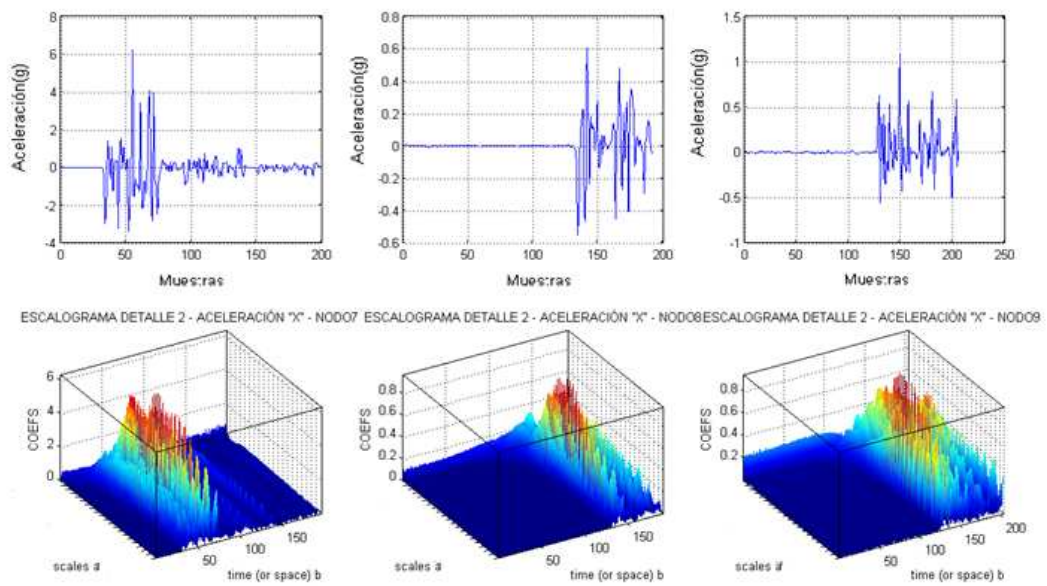 8
6
4
2
0
-2
-4
0 50 100 150 200
Aceleración(g)
Muestras
0.8
0.6
0.4
0.2
0
-0.2
-0.4
-0.6
0 50 100 150 200
Aceleración(g)
Muestras
1.5
1
0.5
0
-0.5
-1
0 50 100 150 200 250
Aceleración(g)
Muestras
ESCALOGRAMA DETALLE 2 - ACELERACIÓN "X" - NODO7
6
4
2
0
COEFS
scales a
50 100 150
time (or space) b
ESCALOGRAMA DETALLE 2 - ACELERACIÓN "X" - NODO8
0.8
0.6
0.4
0.2
COEFS
scales a
50 100 150
time (or space) b
ESCALOGRAMA DETALLE 2 - ACELERACIÓN "X" - NODO9
0.8
0.6
0.4
0.2
COEFS
scales a
50 100 150 200
time (or space) b